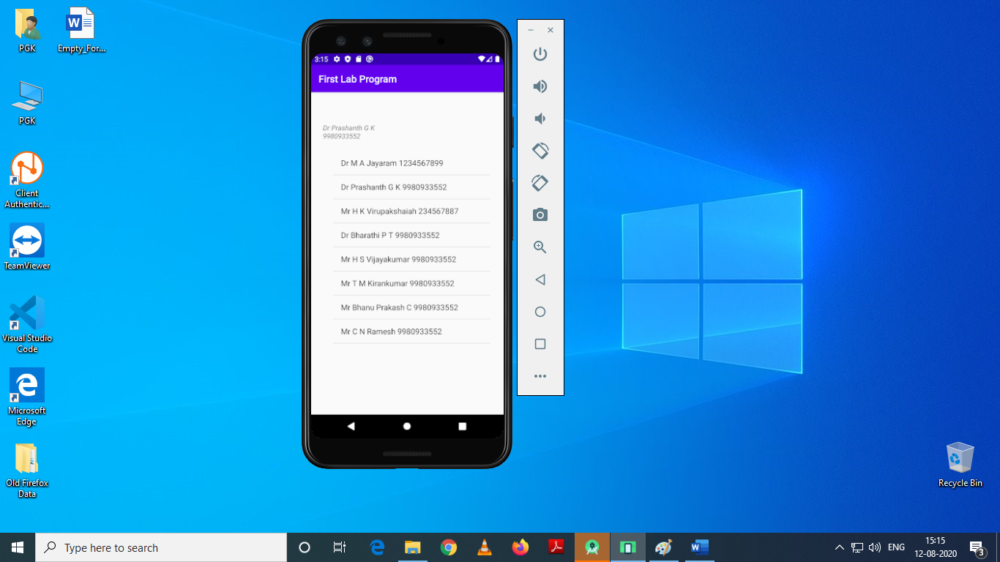 PGK
Empty_For...
PGK
Client
Authentic...
TeamViewer
Visual Studio
Code
Microsoft
Edge
Old Firefox
Data
3:15
First Lab Program
Dr Prashanth G K
9980933552
Dr M A Jayaram 1234567899
Dr Prashanth G K 9980933552
Mr H K Virupakshaiah 234567887
Dr Bharathi P T 9980933552
Mr H S Vijayakumar 9980933552
Mr T M Kirankumar 9980933552
Mr Bhanu Prakash C 9980933552
Mr C N Ramesh 9980933552
Recycle Bin
Type here to search
ENG
15:15
12-08-2020
3